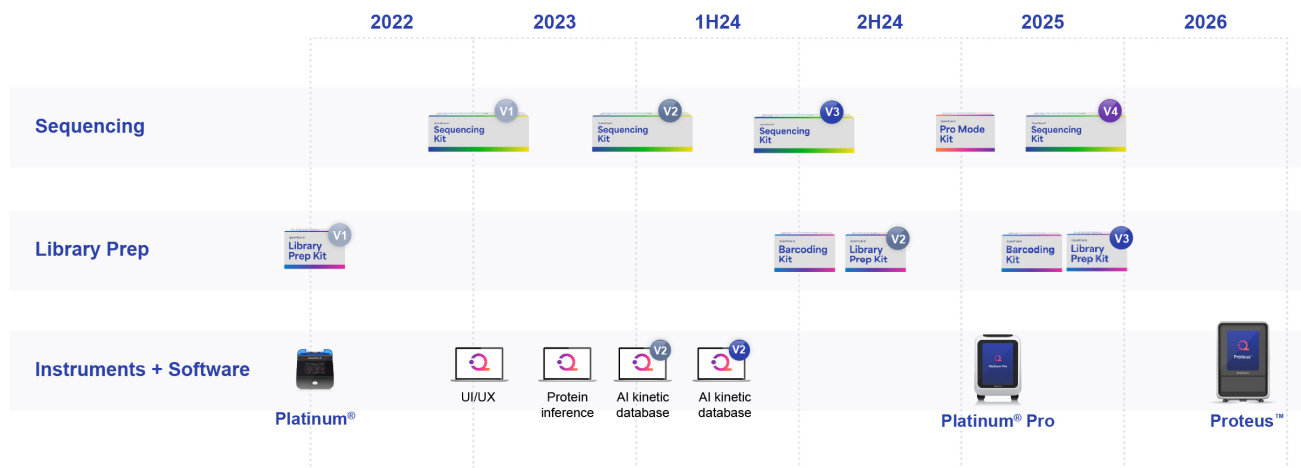 2022
2023
1H24
2H24
2025
2026
Sequencing
V1
Sequencing
Kit
V2
Sequencing
Kit
V3
Sequencing
Kit
Pro Mode
Kit
V4
Sequencing
Kit
Library Prep
V1
Library
Prep Kit
Barcoding
Kit
V2
Library
Prep Kit
Barcoding
Kit
V3
Library
Prep Kit
Instruments + Software
Platinum®
UI/UX
Protein
inference
V2
AI kinetic
database
V2
AI kinetic
database
Platinum Pro
Platinum® Pro
Proteus™
Proteus™